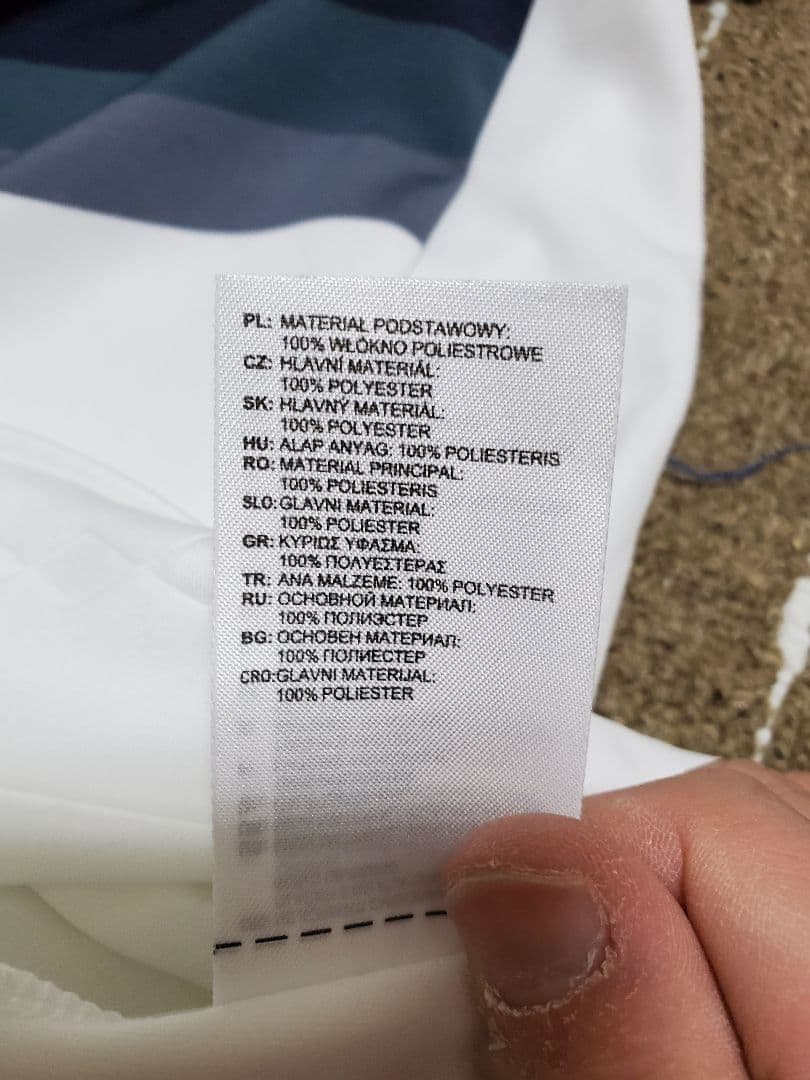 PL: MATERIAŁ PODSTAWOWY:
100% WŁÓKNO POLIESTROWE
CZ: HLAVNÍ MATERIÁL:
100% POLYESTER
SK: HLAVNÝ MATERIÁL:
100% POLYESTER
HU: ALAP ANYAG: 100% POLIESTERIS
RO: MATERIAL PRINCIPAL:
100% POLIESTERIS
SLO: GLAVNI MATERIAL:
100% POLIESTER
GR: ΚΥΡΙΩΣ ΥΦΑΣΜΑ:
100% ΠΟΛΥΕΣΤΕΡΑΣ
TR: ANA MALZEME: 100% POLYESTER
RU: ОСНОВНОЙ МАТЕРИАЛ:
100% ПОЛИЭСТЕР
BG: ОСНОВЕН МАТЕРИАЛ:
100% ПОЛИЕСТЕР
CRO: GLAVNI MATERIJAL:
100% POLIESTER